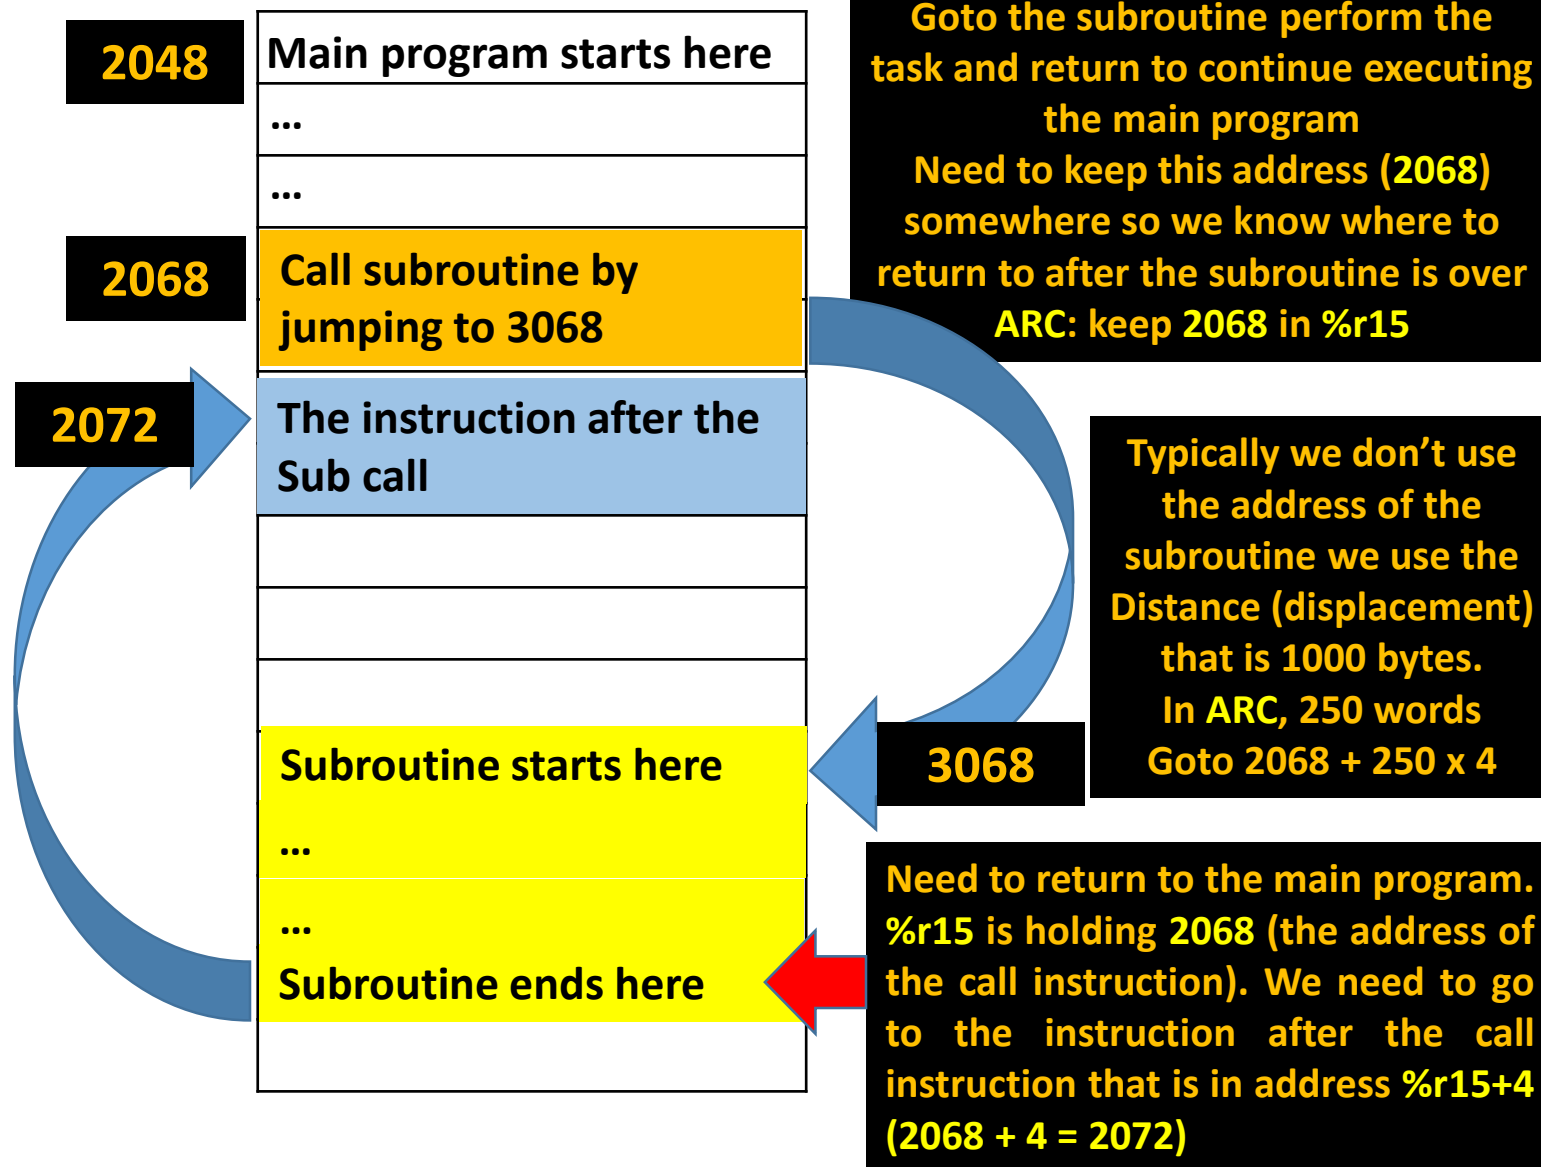 2048
Main program starts here
...
...
2068
Call subroutine by
jumping to 3068
2072
The instruction after the
Sub call
Subroutine starts here
...
...
Subroutine ends here
Goto the subroutine perform the
task and return to continue executing
the main program
Need to keep this address (2068)
somewhere so we know where to
return to after the subroutine is over
ARC: keep 2068 in %r15
Typically we don’t use
the address of the
subroutine we use the
Distance (displacement)
that is 1000 bytes.
In ARC, 250 words
Goto 2068 + 250 x 4
3068
Need to return to the main program.
%r15 is holding 2068 (the address of
the call instruction). We need to go
to the instruction after the call
instruction that is in address %r15+4
(2068 + 4 = 2072)